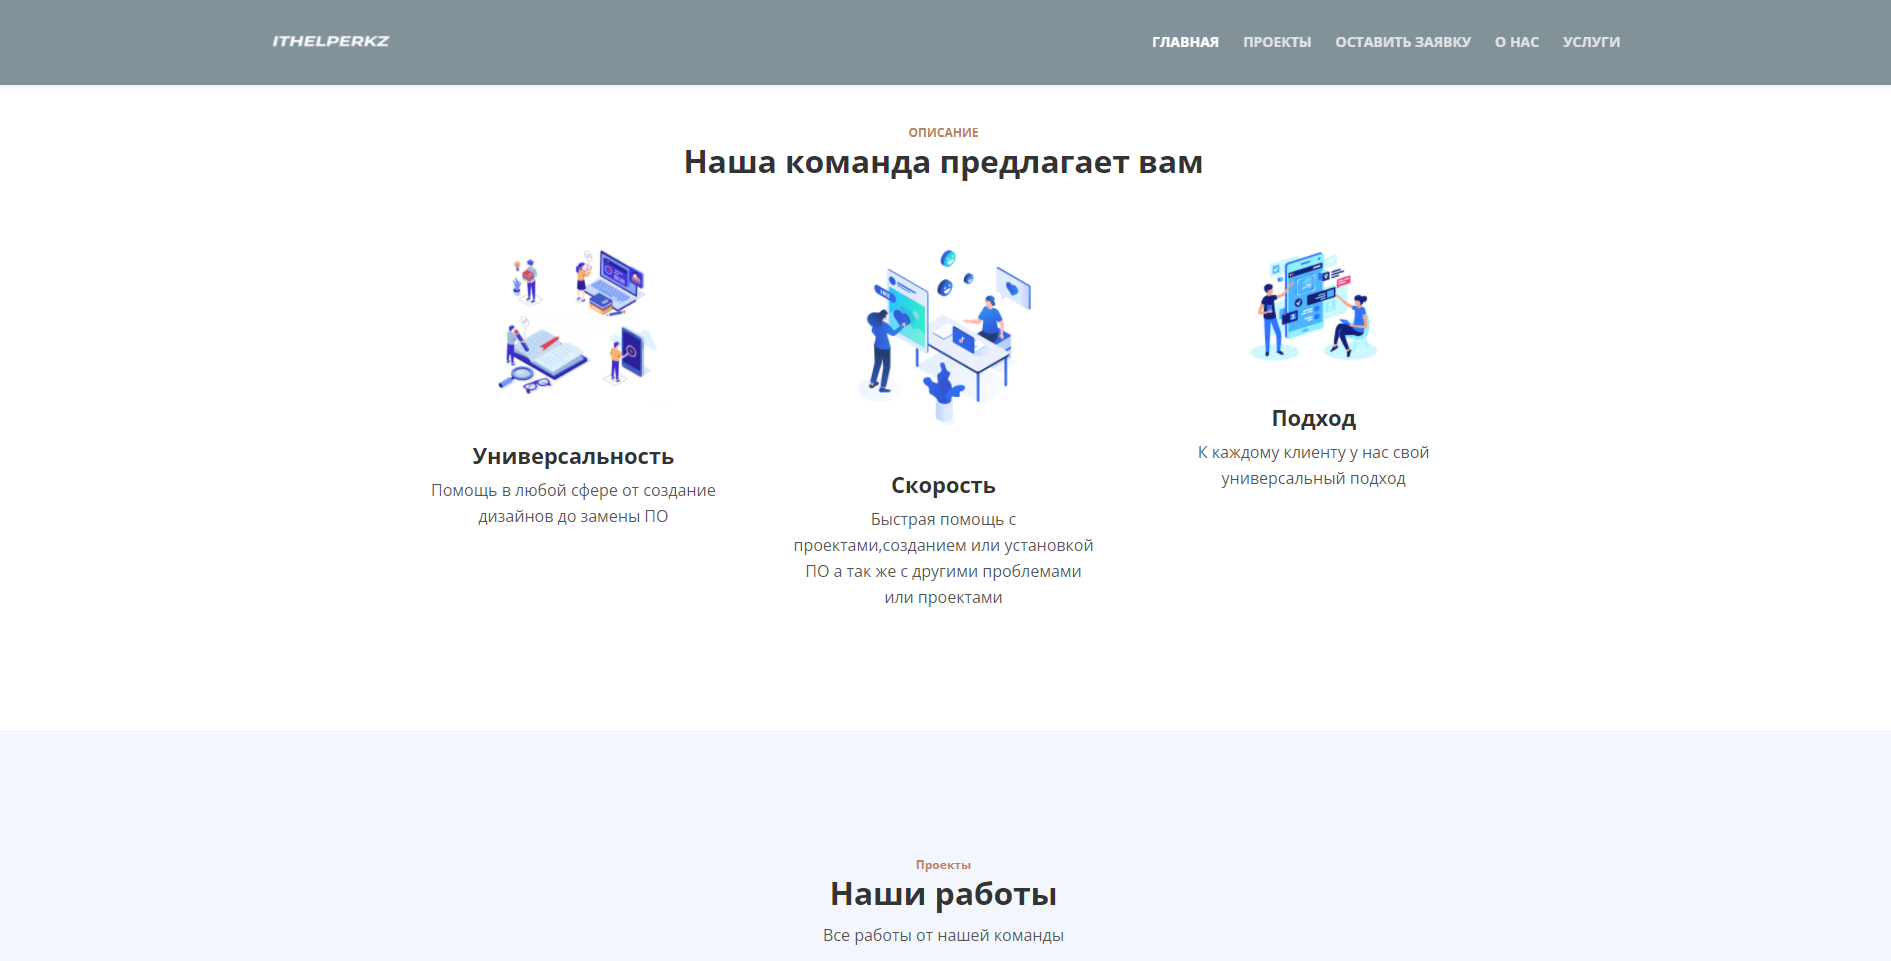 ITHELPERKZ
ГЛАВНАЯ ПРОЕКТЫ ОСТАВИТЬ ЗАЯВКУ О НАС УСЛУГИ
ОПИСАНИЕ
Наша команда предлагает вам
Универсальность
Помощь в любой сфере от создание
дизайнов до замены ПО
Скорость
Быстрая помощь с
проектами,созданием или установкой
ПО а так же с другими проблемами
или проектами
Подход
К каждому клиенту у нас свой
универсальный подход
Проекты
Наши работы
Все работы от нашей команды